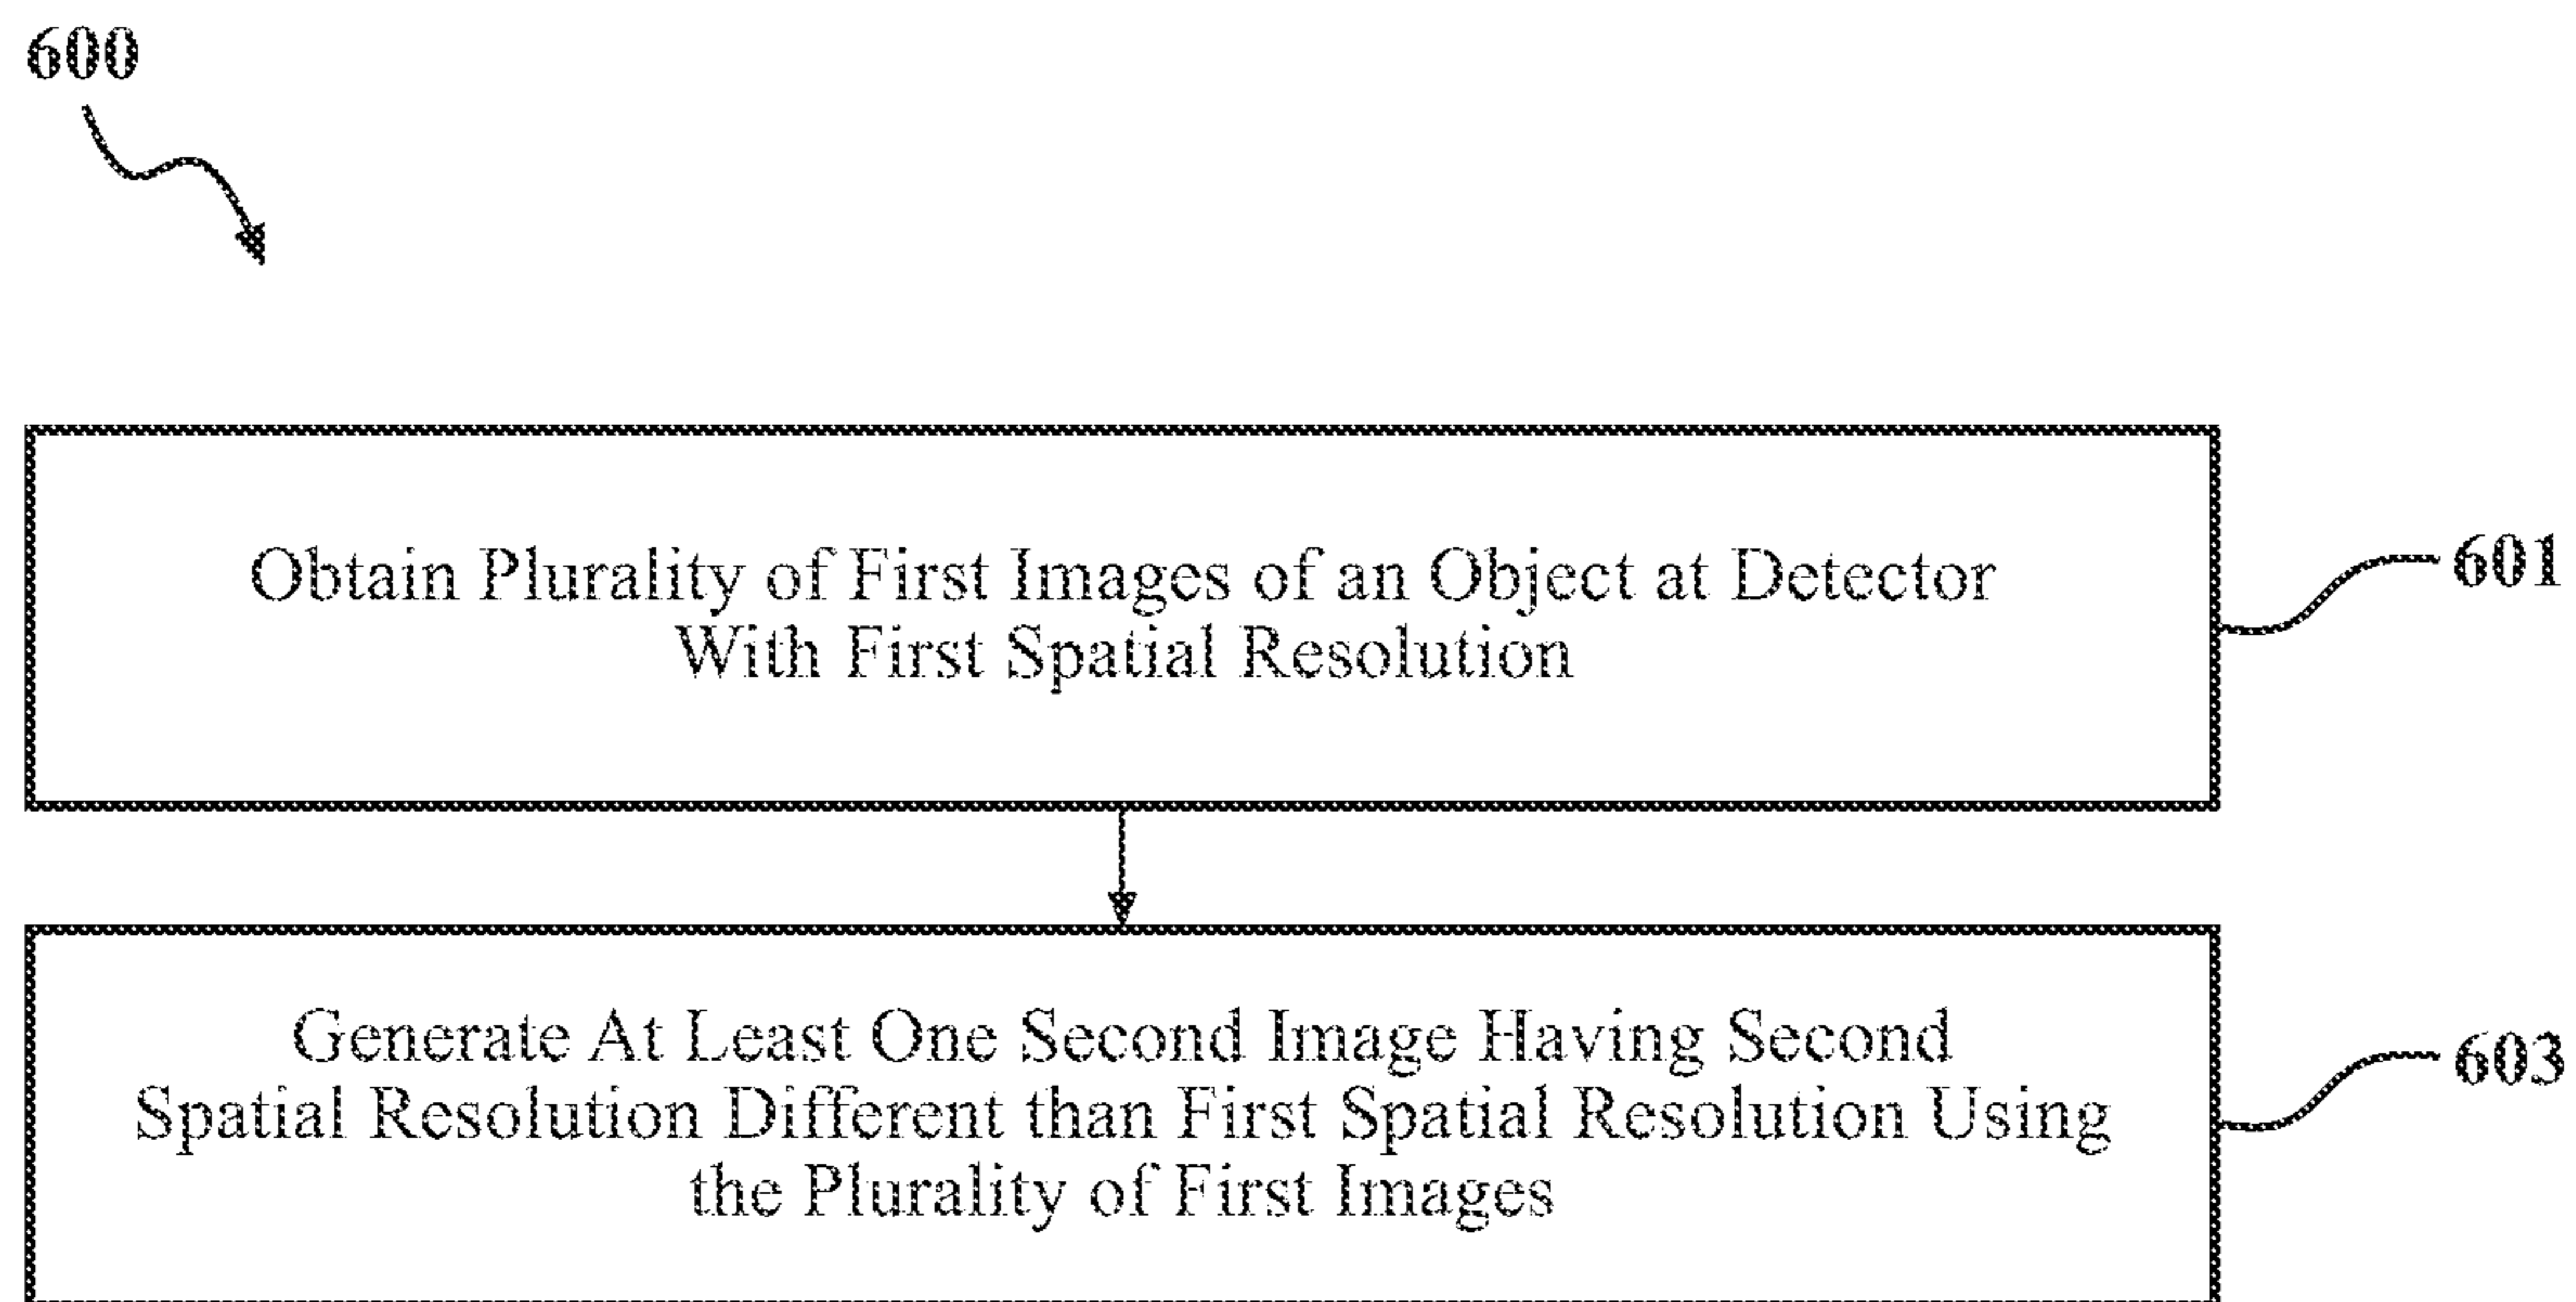 600
Obtain Plurality of First Images of an Object at Detector
With First Spatial Resolution
601
Generate At Least One Second Image Having Second
Spatial Resolution Different than First Spatial Resolution Using
the Plurality of First Images
603